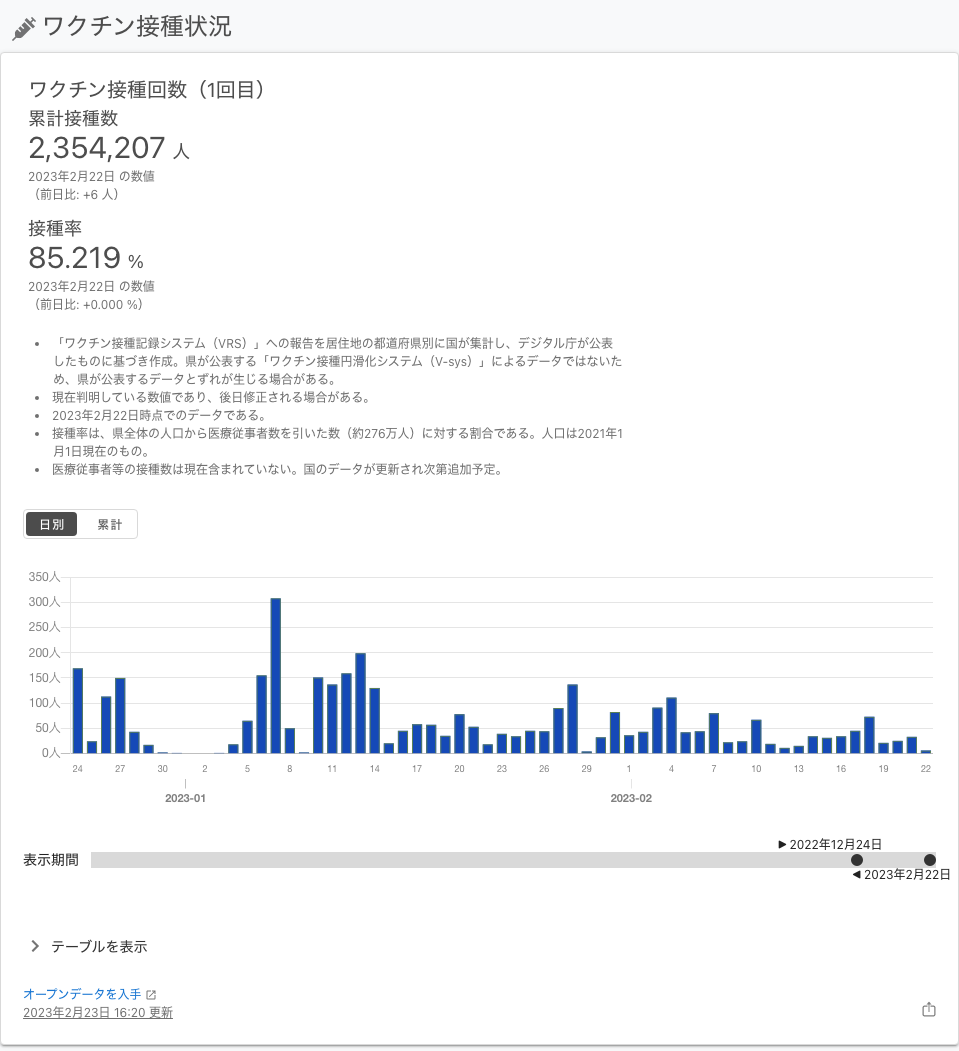 ワクチン接種状況
ワクチン接種回数（1回目）
累計接種数
2,354,207 人
2023年2月22日 の数値
（前日比: +6 人）
接種率
85.219 %
2023年2月22日 の数値
（前日比: +0.000 %）
• 「ワクチン接種記録システム（VRS）」への報告を居住地の都道府県別に国が集計し、デジタル庁が公表
したものに基づき作成。県が公表する「ワクチン接種円滑化システム（V-sys）」によるデータではないた
め、県が公表するデータとずれが生じる場合がある。
• 現在判明している数値であり、後日修正される場合がある。
• 2023年2月22日時点でのデータである。
• 接種率は、県全体の人口から医療従事者数を引いた数（約276万人）に対する割合である。人口は2021年1
月1日現在のもの。
• 医療従事者等の接種数は現在含まれていない。国のデータが更新され次第追加予定。
日別 累計
350人
300人
250人
200人
150人
100人
50人
0人
24 27 30 2 5 8 11 14 17 20 23 26 29 1 4 7 10 13 16 19 22
2023-01 2023-02
▶ 2022年12月24日
表示期間
◀ 2023年2月22日
テーブルを表示
オープンデータを入手
2023年2月23日 16:20 更新